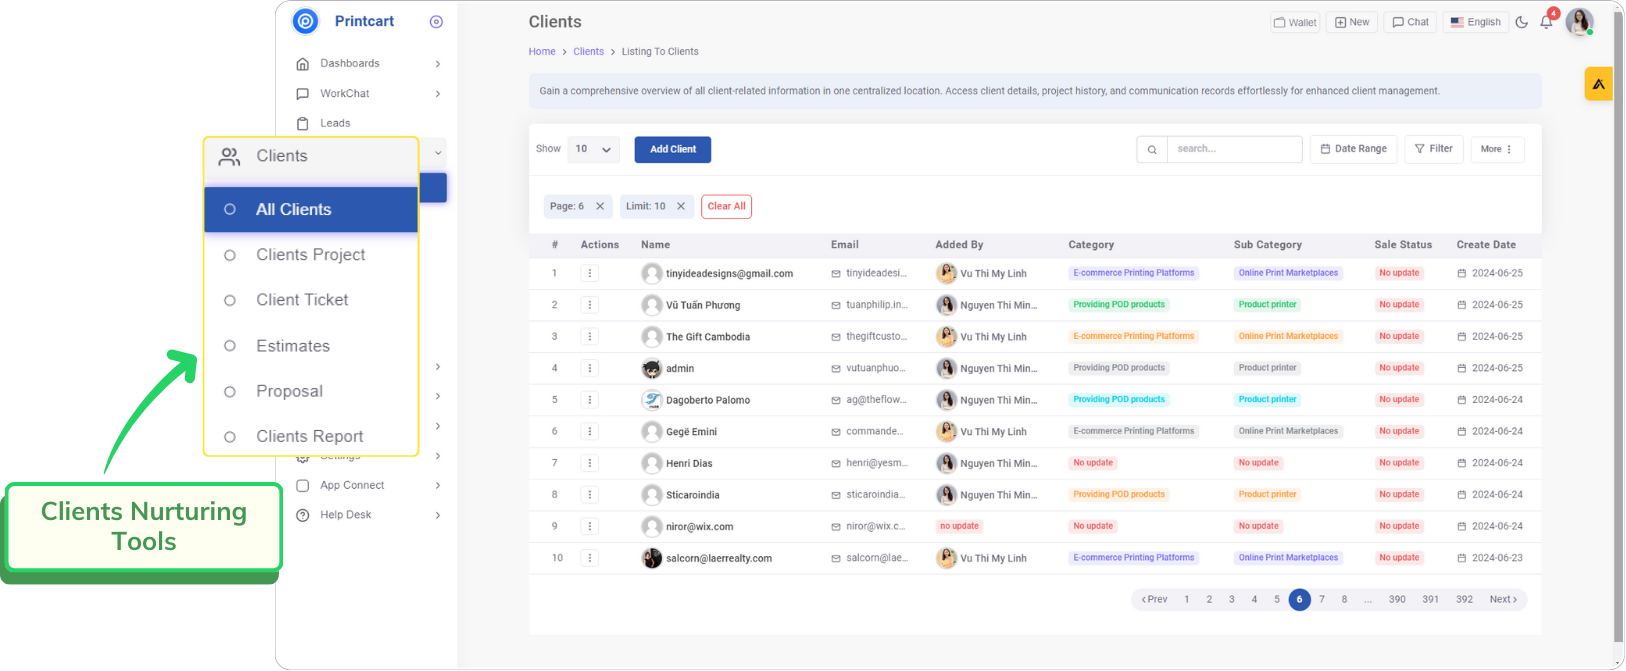 Printcart
Dashboards
WorkChat
Leads
Clients
All Clients
Clients Project
Client Ticket
Estimates
Proposal
Clients Report
App Connect
Help Desk
Clients Nurturing
Tools
Clients
Wallet New Chat English 4
Home > Clients > Listing To Clients
Gain a comprehensive overview of all client-related information in one centralized location. Access client details, project history, and communication records effortlessly for enhanced client management.
Show 10 Add Client search... Date Range Filter More
Page: 6 Limit: 10 Clear All
# Actions Name Email Added By Category Sub Category Sale Status Create Date
1 tinyideadesigns@gmail.com tinyideadesi... Vu Thi My Linh E-commerce Printing Platforms Online Print Marketplaces No update 2024-06-25
2 Vũ Tuấn Phương tuanphilip.in... Nguyen Thi Min... Providing POD products Product printer No update 2024-06-25
3 The Gift Cambodia thegiftcusto... Vu Thi My Linh E-commerce Printing Platforms Online Print Marketplaces No update 2024-06-25
4 admin vutuanphuo... Nguyen Thi Min... Providing POD products Product printer No update 2024-06-25
5 Dagoberto Palomo ag@theflow... Nguyen Thi Min... Providing POD products Product printer No update 2024-06-24
6 Gegë Emini commande... Vu Thi My Linh E-commerce Printing Platforms Online Print Marketplaces No update 2024-06-24
7 Henri Dias henri@yesm... Nguyen Thi Min... No update No update No update 2024-06-24
8 Sticaroindia sticaroindia... Nguyen Thi Min... Providing POD products Product printer No update 2024-06-24
9 niror@wix.com niror@wix.c... no update No update No update No update 2024-06-24
10 salcorn@laerrealty.com salcorn@lae... Vu Thi My Linh E-commerce Printing Platforms Online Print Marketplaces No update 2024-06-23
‹ Prev 1 2 3 4 5 6 7 8 ... 390 391 392 Next ›